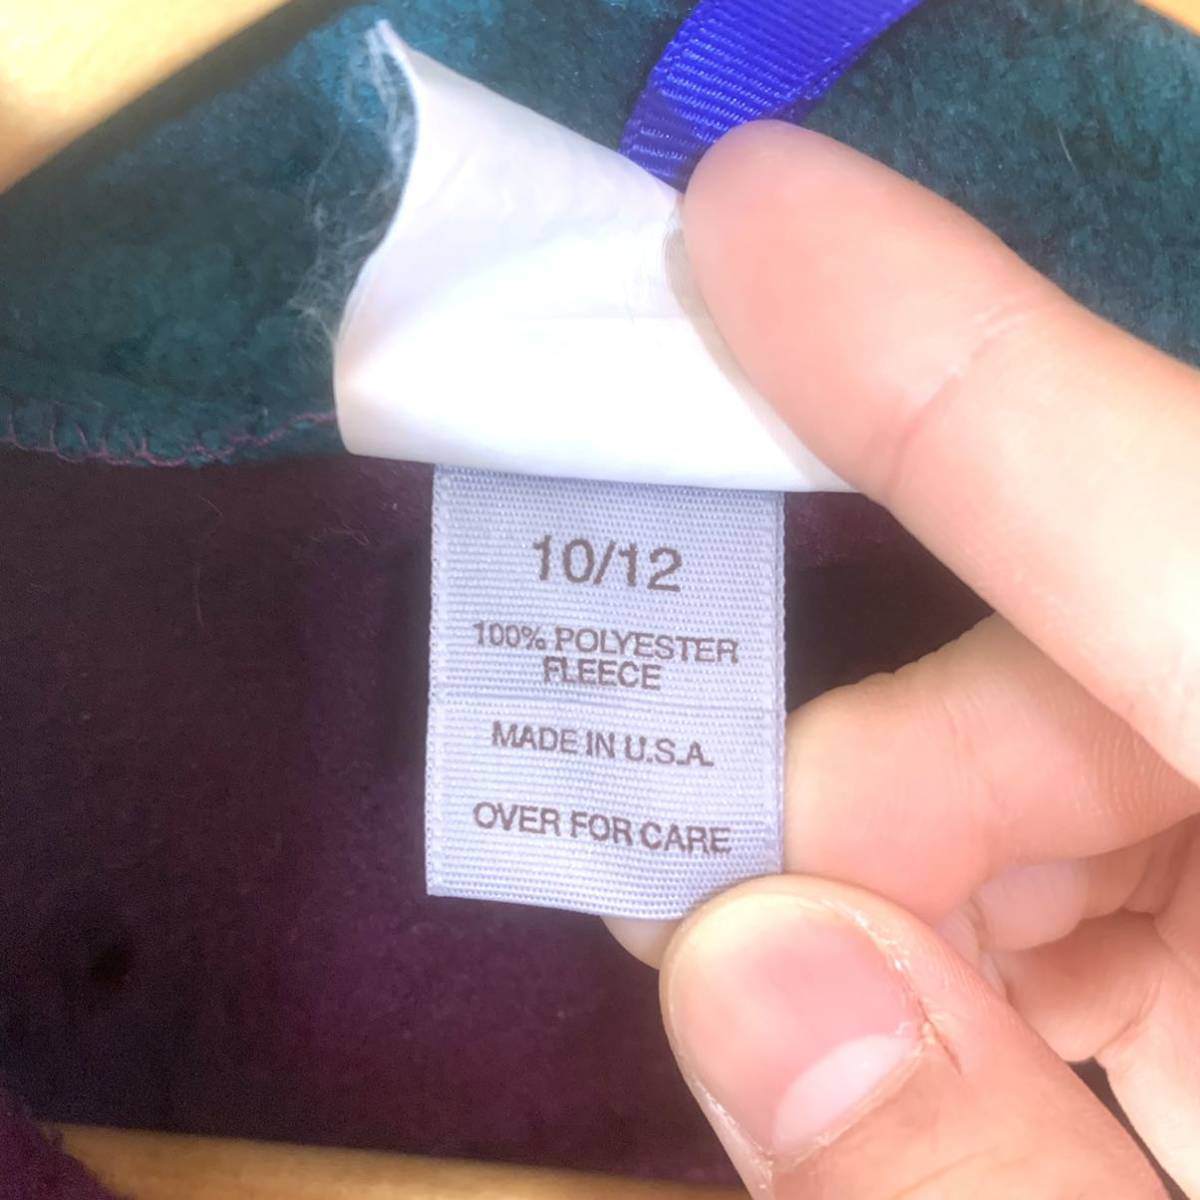 10/12
100% POLYESTER
FLEECE
MADE IN U.S.A.
OVER FOR CARE